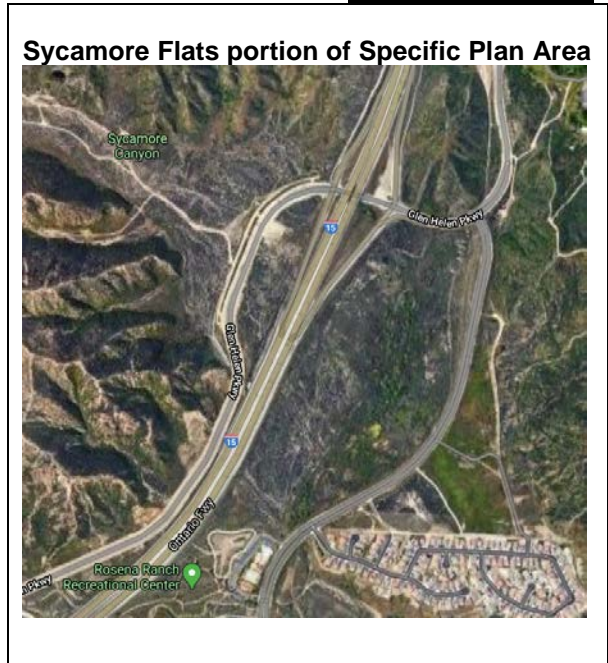 Sycamore Flats portion of Specific Plan Area
Sycamore
Canyon
15
Glen Helen Pkwy
Glen Helen Pkwy
15
Ontario Fwy
Rosena Ranch
Recreational Center
Pkwy